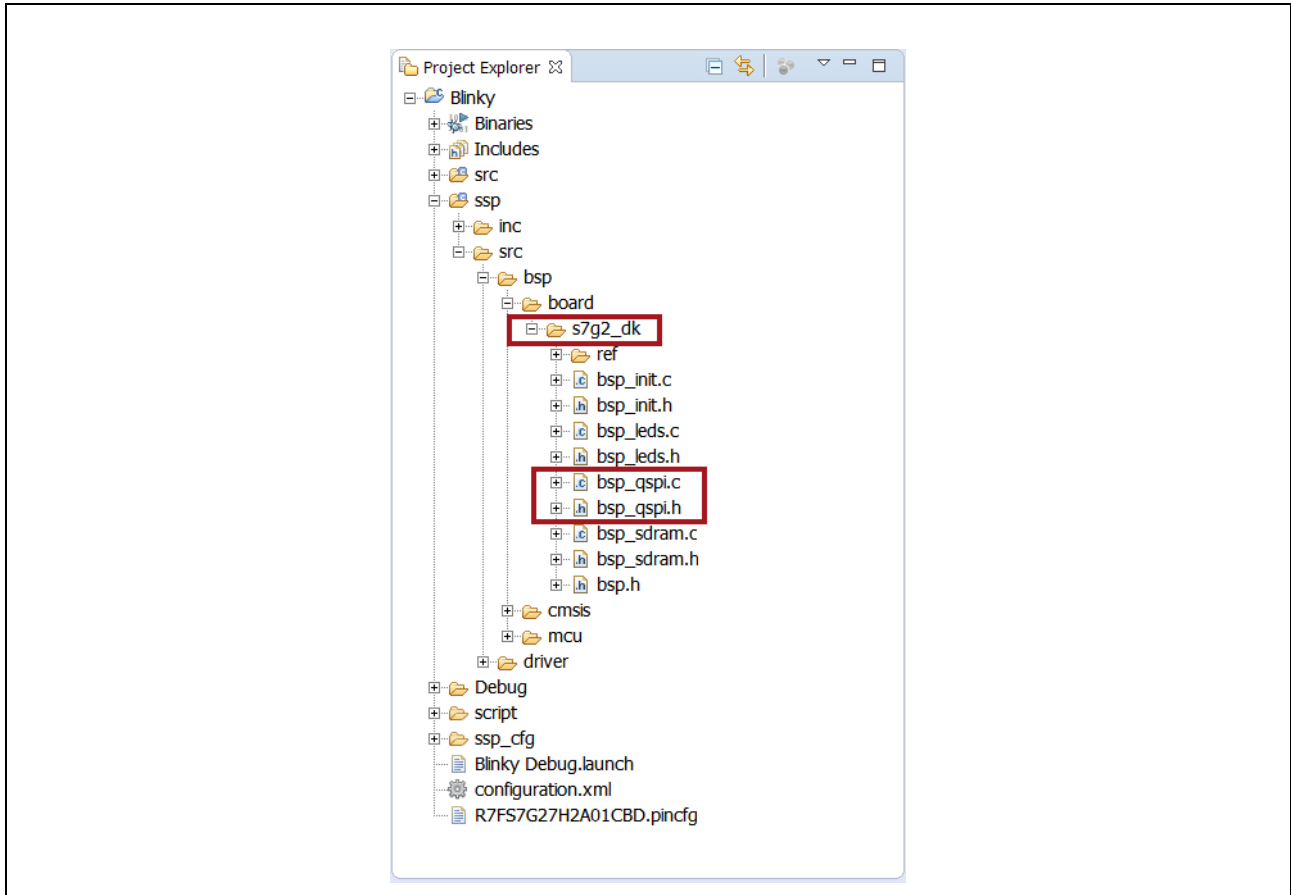 Project Explorer
Blinky
Binaries
Includes
src
ssp
inc
src
bsp
board
s7g2_dk
ref
bsp_init.c
bsp_init.h
bsp_leds.c
bsp_leds.h
bsp_qspi.c
bsp_qspi.h
bsp_sdram.c
bsp_sdram.h
bsp.h
cmsis
mcu
driver
Debug
script
ssp_cfg
Blinky Debug.launch
configuration.xml
R7FS7G27H2A01CBD.pincfg